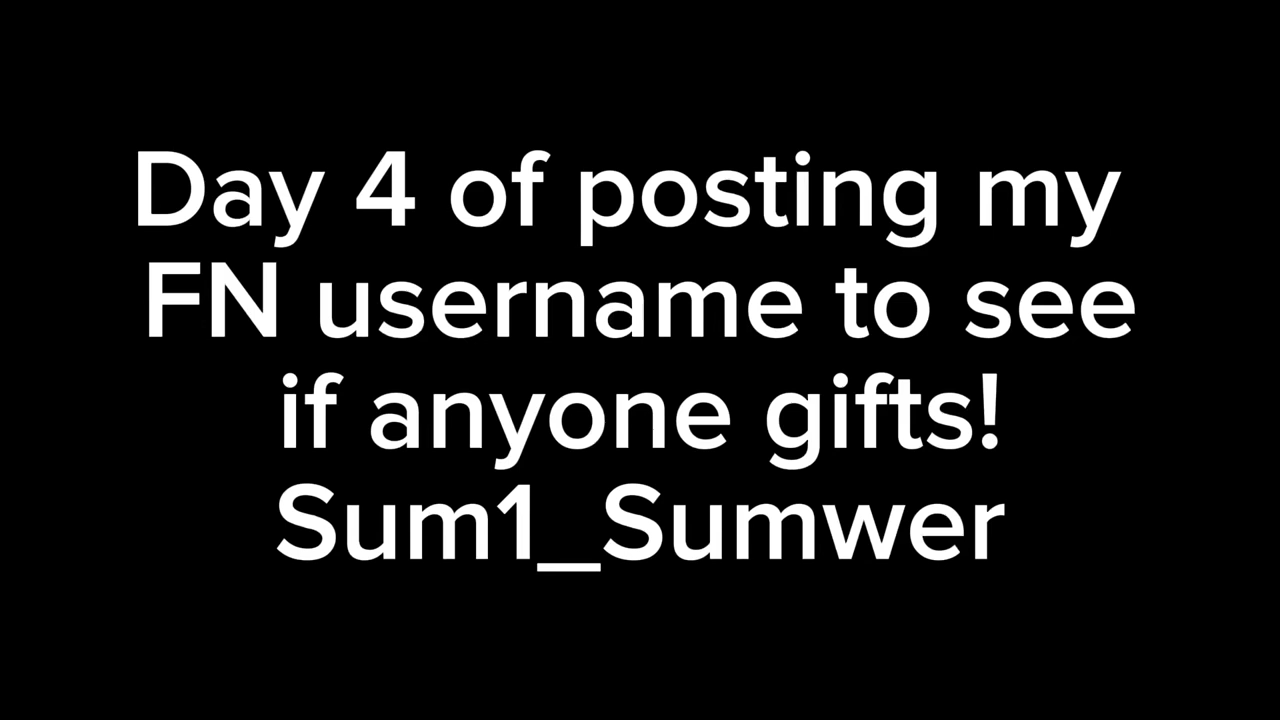 Day 4 of posting my
FN username to see
if anyone gifts!
Sum1_Sumwer